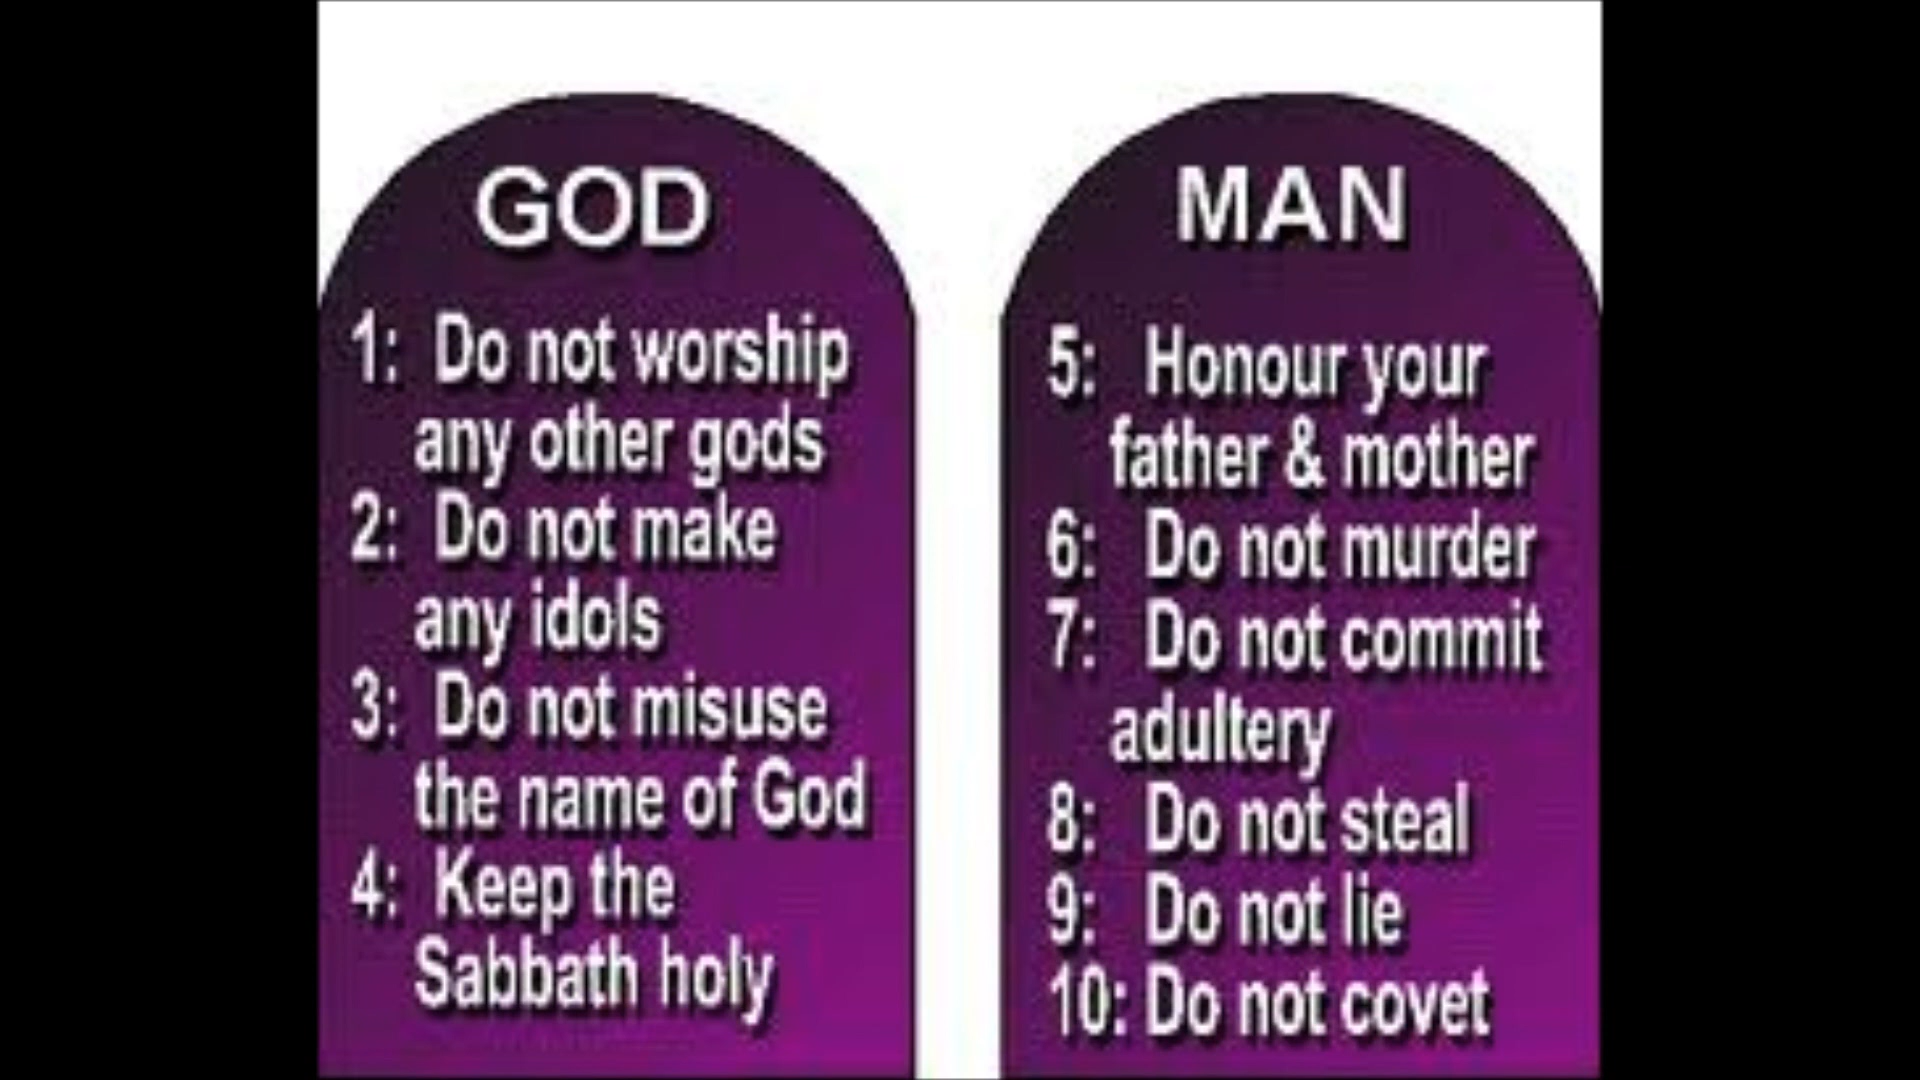 GOD
1: Do not worship
any other gods
2: Do not make
any idols
3: Do not misuse
the name of God
4: Keep the
Sabbath holy
MAN
5: Honour your
father & mother
6: Do not murder
7: Do not commit
adultery
8: Do not steal
9: Do not lie
10: Do not covet